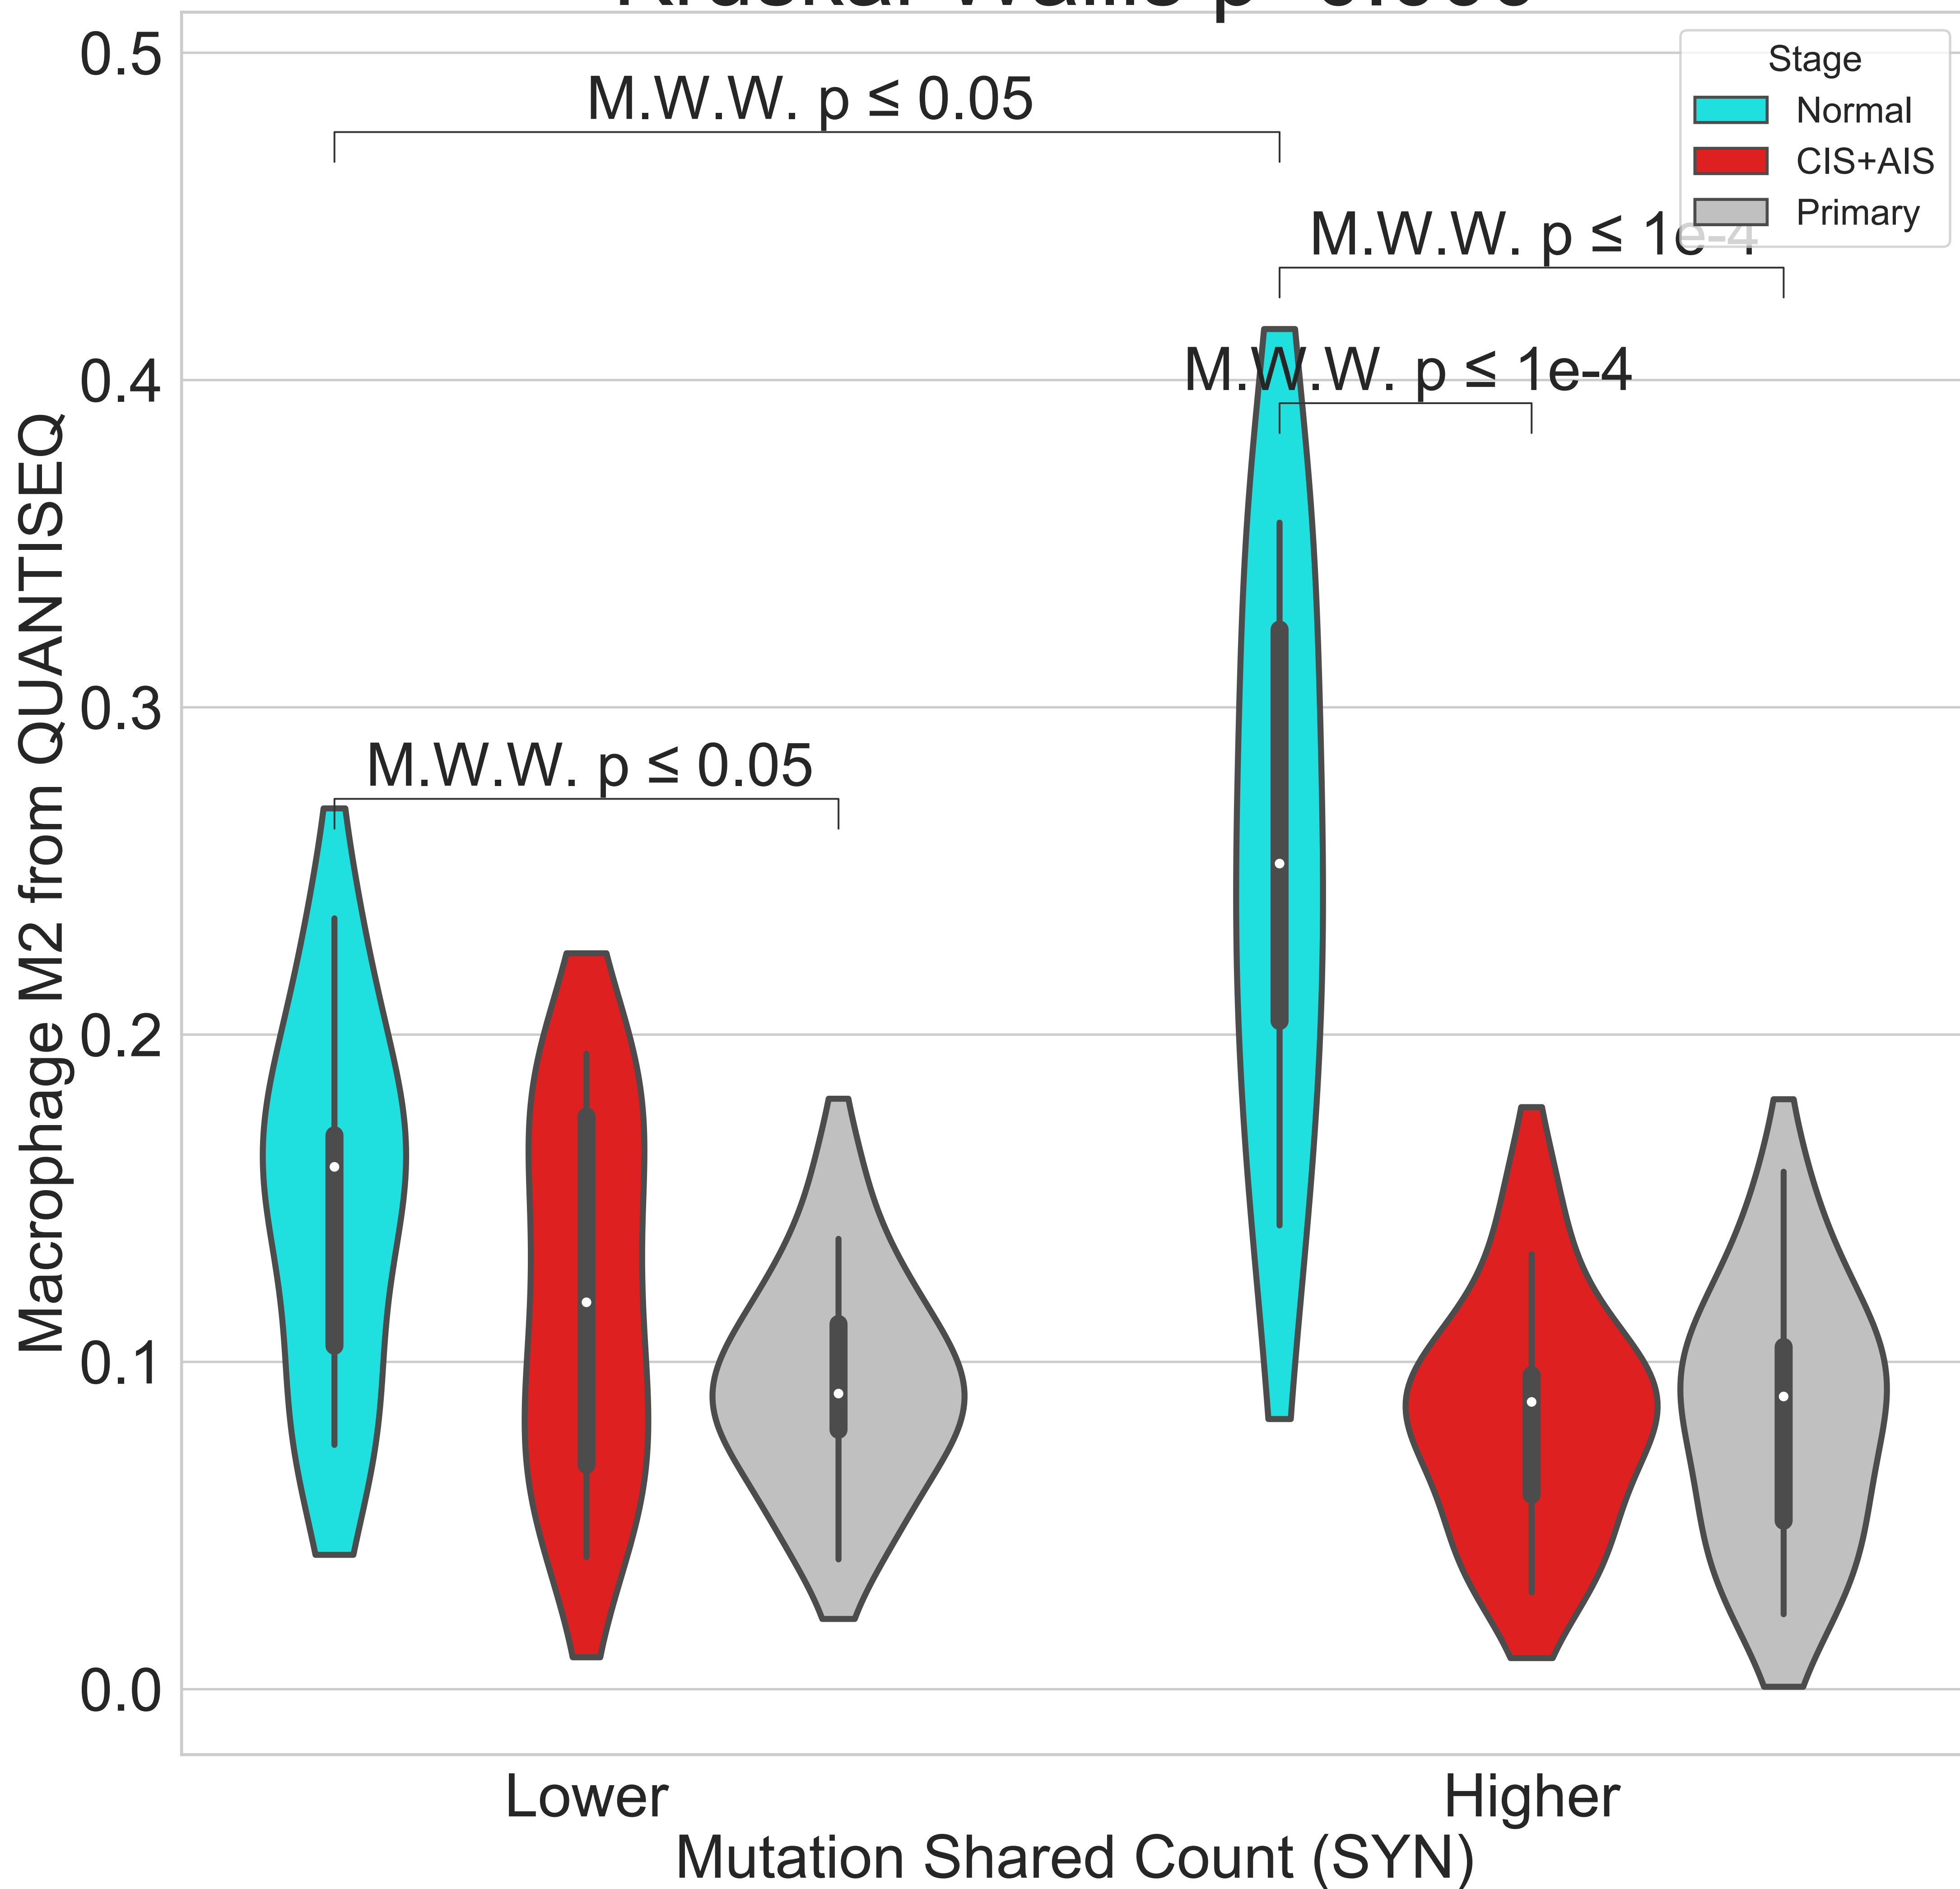 0.5
M.W.W. p ≤ 0.05
Stage
Normal
CIS+AIS
Primary
M.W.W. p ≤ 1e-4
M.W.W. p ≤ 1e-4
0.4
0.3
M.W.W. p ≤ 0.05
0.2
0.1
0.0
Macrophage M2 from QUANTISEQ
Lower
Higher
Mutation Shared Count (SYN)